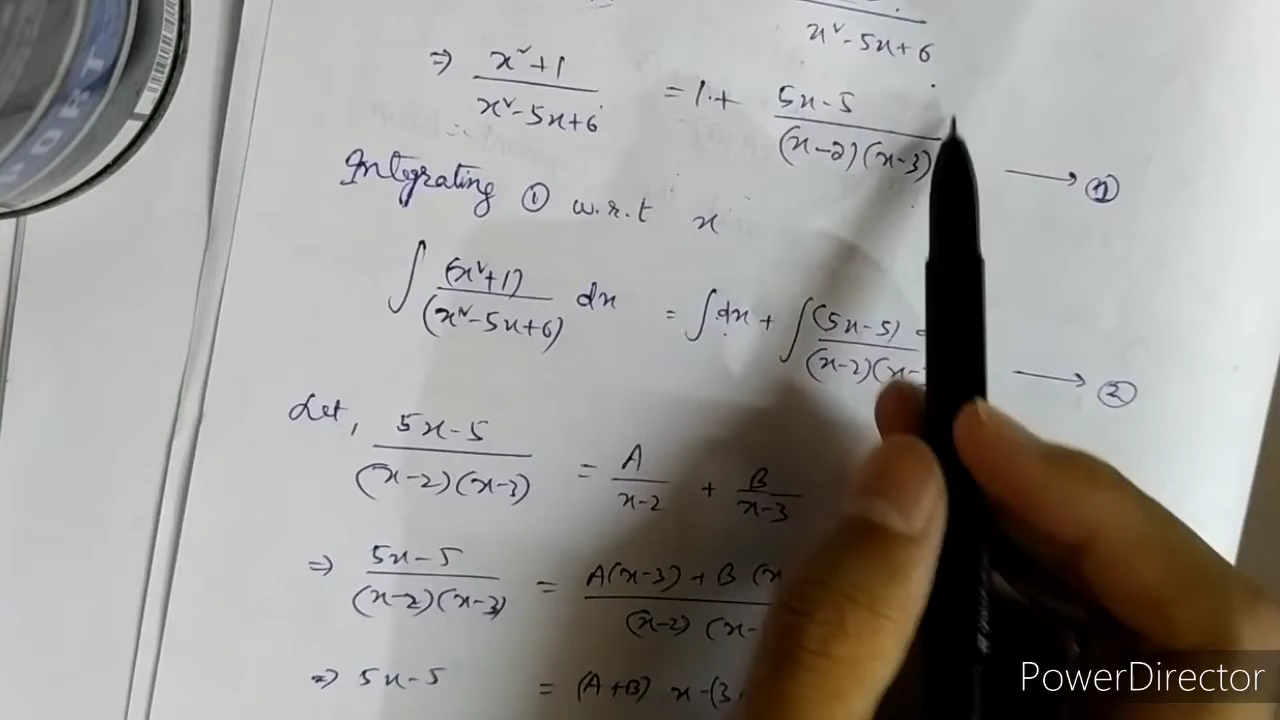 x²-5x+6
⇒ x²+1 / x²-5x+6 = 1 + 5x-5 / (x-2)(x-3) ⟶ ①
Integrating ① w.r.t x
∫ (x²+1) / (x²-5x+6) dx = ∫dx + ∫ (5x-5) / (x-2)(x- ⟶ ②
Let, 5x-5 / (x-2)(x-3) = A / x-2 + B / x-3
⇒ 5x-5 / (x-2)(x-3) = A(x-3) + B (x / (x-2) (x-
⇒ 5x-5 = (A+B) x-(3
PORT
PowerDirector